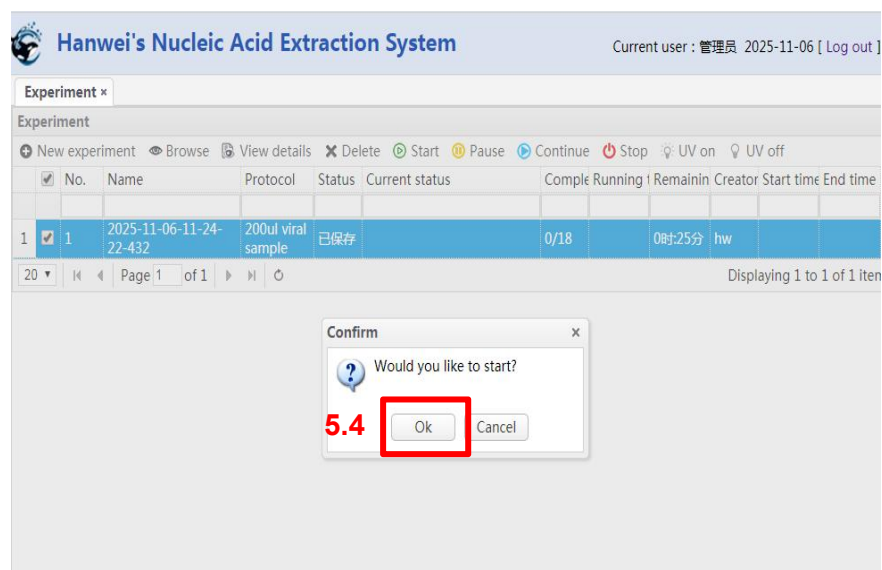 Hanwei's Nucleic Acid Extraction System
Current user : 管理员 2025-11-06 [ Log out ]
Experiment ×
Experiment
New experiment Browse View details Delete Start Pause Continue Stop UV on UV off
No. Name Protocol Status Current status Comple Running t Remainin Creator Start time End time
1 1 2025-11-06-11-24-22-432 200ul viral sample 已保存 0/18 0时:25分 hw
20 Page 1 of 1 Displaying 1 to 1 of 1 item
Confirm ×
? Would you like to start?
5.4 Ok Cancel